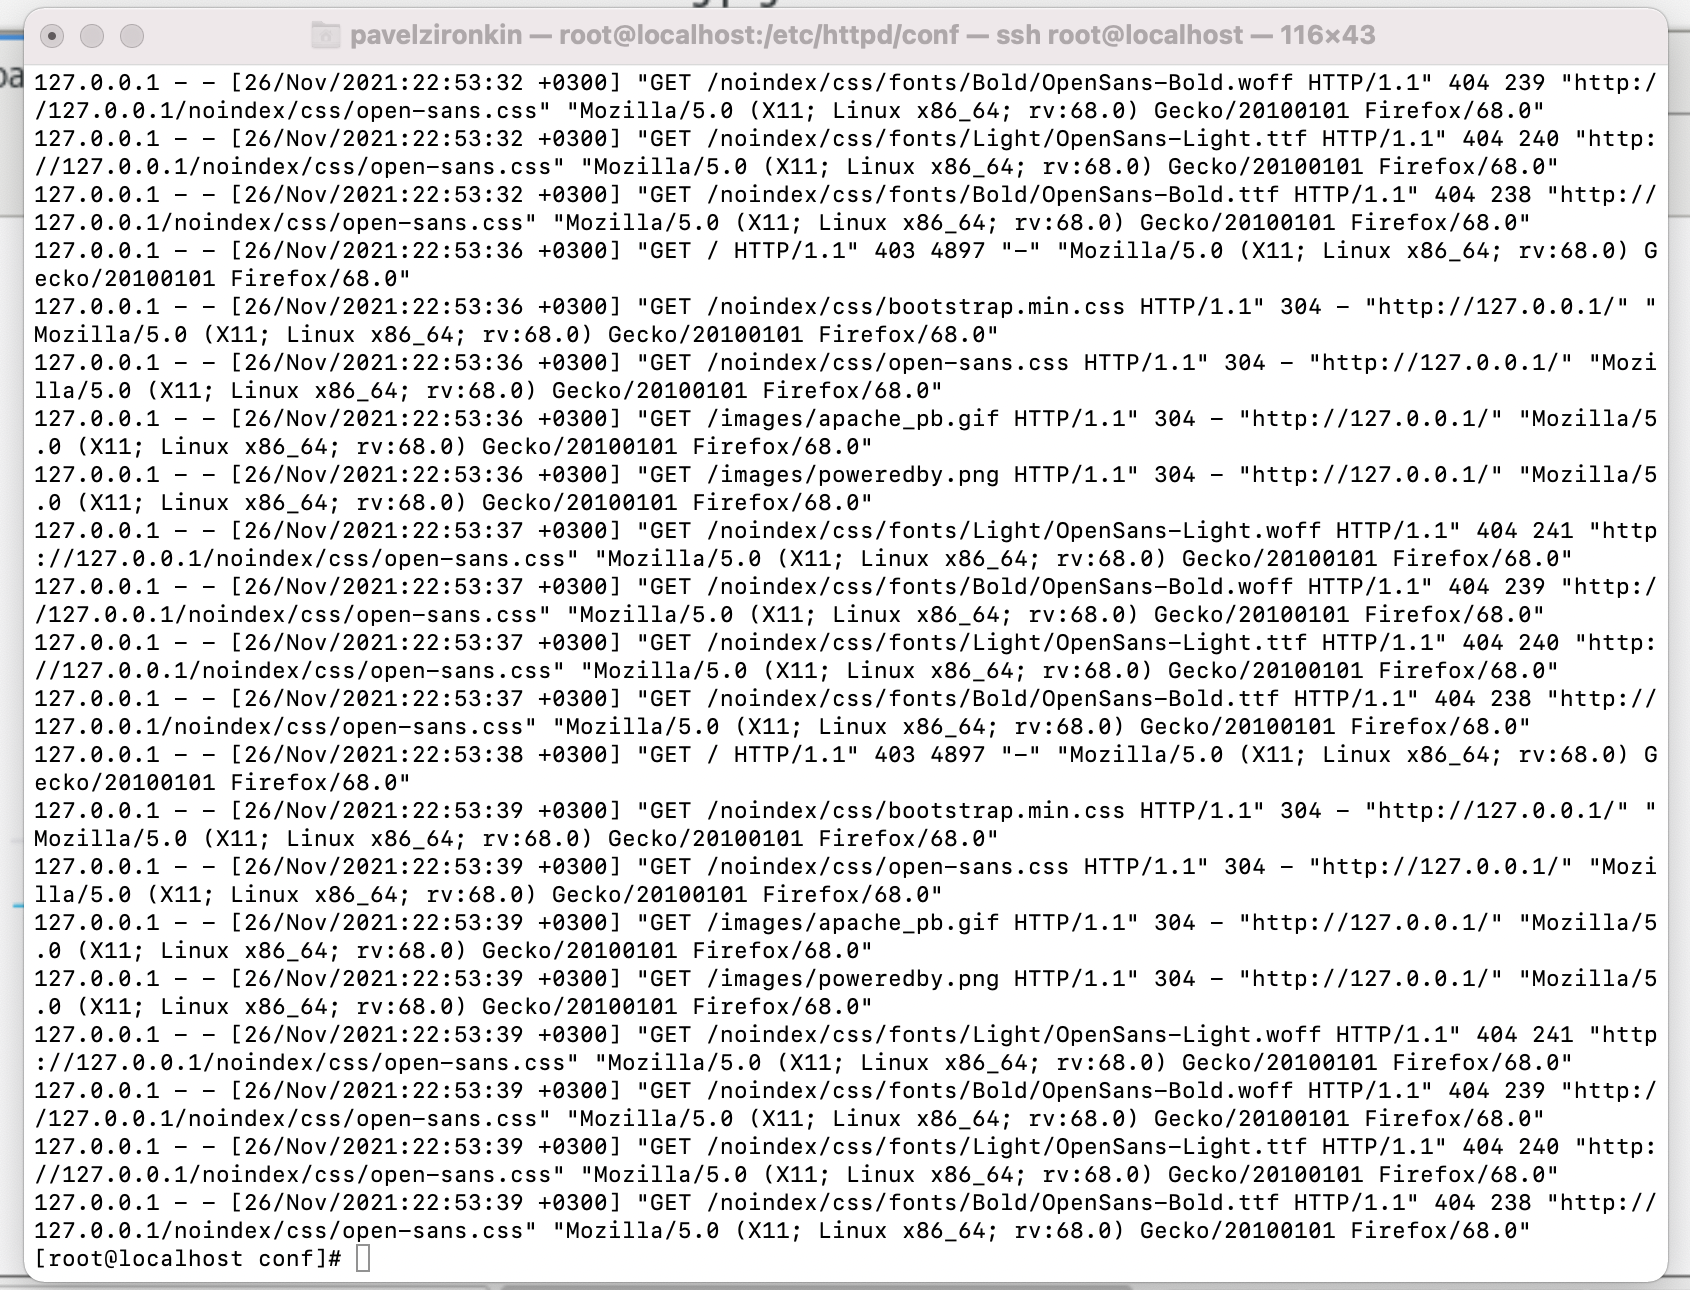 pavelzironkin — root@localhost:/etc/httpd/conf — ssh root@localhost — 116×43
127.0.0.1 - - [26/Nov/2021:22:53:32 +0300] "GET /noindex/css/fonts/Bold/OpenSans-Bold.woff HTTP/1.1" 404 239 "http:/
/127.0.0.1/noindex/css/open-sans.css" "Mozilla/5.0 (X11; Linux x86_64; rv:68.0) Gecko/20100101 Firefox/68.0"
127.0.0.1 - - [26/Nov/2021:22:53:32 +0300] "GET /noindex/css/fonts/Light/OpenSans-Light.ttf HTTP/1.1" 404 240 "http:
//127.0.0.1/noindex/css/open-sans.css" "Mozilla/5.0 (X11; Linux x86_64; rv:68.0) Gecko/20100101 Firefox/68.0"
127.0.0.1 - - [26/Nov/2021:22:53:32 +0300] "GET /noindex/css/fonts/Bold/OpenSans-Bold.ttf HTTP/1.1" 404 238 "http://
127.0.0.1/noindex/css/open-sans.css" "Mozilla/5.0 (X11; Linux x86_64; rv:68.0) Gecko/20100101 Firefox/68.0"
127.0.0.1 - - [26/Nov/2021:22:53:36 +0300] "GET / HTTP/1.1" 403 4897 "-" "Mozilla/5.0 (X11; Linux x86_64; rv:68.0) G
ecko/20100101 Firefox/68.0"
127.0.0.1 - - [26/Nov/2021:22:53:36 +0300] "GET /noindex/css/bootstrap.min.css HTTP/1.1" 304 - "http://127.0.0.1/" "
Mozilla/5.0 (X11; Linux x86_64; rv:68.0) Gecko/20100101 Firefox/68.0"
127.0.0.1 - - [26/Nov/2021:22:53:36 +0300] "GET /noindex/css/open-sans.css HTTP/1.1" 304 - "http://127.0.0.1/" "Mozi
lla/5.0 (X11; Linux x86_64; rv:68.0) Gecko/20100101 Firefox/68.0"
127.0.0.1 - - [26/Nov/2021:22:53:36 +0300] "GET /images/apache_pb.gif HTTP/1.1" 304 - "http://127.0.0.1/" "Mozilla/5
.0 (X11; Linux x86_64; rv:68.0) Gecko/20100101 Firefox/68.0"
127.0.0.1 - - [26/Nov/2021:22:53:36 +0300] "GET /images/poweredby.png HTTP/1.1" 304 - "http://127.0.0.1/" "Mozilla/5
.0 (X11; Linux x86_64; rv:68.0) Gecko/20100101 Firefox/68.0"
127.0.0.1 - - [26/Nov/2021:22:53:37 +0300] "GET /noindex/css/fonts/Light/OpenSans-Light.woff HTTP/1.1" 404 241 "http
://127.0.0.1/noindex/css/open-sans.css" "Mozilla/5.0 (X11; Linux x86_64; rv:68.0) Gecko/20100101 Firefox/68.0"
127.0.0.1 - - [26/Nov/2021:22:53:37 +0300] "GET /noindex/css/fonts/Bold/OpenSans-Bold.woff HTTP/1.1" 404 239 "http:/
/127.0.0.1/noindex/css/open-sans.css" "Mozilla/5.0 (X11; Linux x86_64; rv:68.0) Gecko/20100101 Firefox/68.0"
127.0.0.1 - - [26/Nov/2021:22:53:37 +0300] "GET /noindex/css/fonts/Light/OpenSans-Light.ttf HTTP/1.1" 404 240 "http:
//127.0.0.1/noindex/css/open-sans.css" "Mozilla/5.0 (X11; Linux x86_64; rv:68.0) Gecko/20100101 Firefox/68.0"
127.0.0.1 - - [26/Nov/2021:22:53:37 +0300] "GET /noindex/css/fonts/Bold/OpenSans-Bold.ttf HTTP/1.1" 404 238 "http://
127.0.0.1/noindex/css/open-sans.css" "Mozilla/5.0 (X11; Linux x86_64; rv:68.0) Gecko/20100101 Firefox/68.0"
127.0.0.1 - - [26/Nov/2021:22:53:38 +0300] "GET / HTTP/1.1" 403 4897 "-" "Mozilla/5.0 (X11; Linux x86_64; rv:68.0) G
ecko/20100101 Firefox/68.0"
127.0.0.1 - - [26/Nov/2021:22:53:39 +0300] "GET /noindex/css/bootstrap.min.css HTTP/1.1" 304 - "http://127.0.0.1/" "
Mozilla/5.0 (X11; Linux x86_64; rv:68.0) Gecko/20100101 Firefox/68.0"
127.0.0.1 - - [26/Nov/2021:22:53:39 +0300] "GET /noindex/css/open-sans.css HTTP/1.1" 304 - "http://127.0.0.1/" "Mozi
lla/5.0 (X11; Linux x86_64; rv:68.0) Gecko/20100101 Firefox/68.0"
127.0.0.1 - - [26/Nov/2021:22:53:39 +0300] "GET /images/apache_pb.gif HTTP/1.1" 304 - "http://127.0.0.1/" "Mozilla/5
.0 (X11; Linux x86_64; rv:68.0) Gecko/20100101 Firefox/68.0"
127.0.0.1 - - [26/Nov/2021:22:53:39 +0300] "GET /images/poweredby.png HTTP/1.1" 304 - "http://127.0.0.1/" "Mozilla/5
.0 (X11; Linux x86_64; rv:68.0) Gecko/20100101 Firefox/68.0"
127.0.0.1 - - [26/Nov/2021:22:53:39 +0300] "GET /noindex/css/fonts/Light/OpenSans-Light.woff HTTP/1.1" 404 241 "http
://127.0.0.1/noindex/css/open-sans.css" "Mozilla/5.0 (X11; Linux x86_64; rv:68.0) Gecko/20100101 Firefox/68.0"
127.0.0.1 - - [26/Nov/2021:22:53:39 +0300] "GET /noindex/css/fonts/Bold/OpenSans-Bold.woff HTTP/1.1" 404 239 "http:/
/127.0.0.1/noindex/css/open-sans.css" "Mozilla/5.0 (X11; Linux x86_64; rv:68.0) Gecko/20100101 Firefox/68.0"
127.0.0.1 - - [26/Nov/2021:22:53:39 +0300] "GET /noindex/css/fonts/Light/OpenSans-Light.ttf HTTP/1.1" 404 240 "http:
//127.0.0.1/noindex/css/open-sans.css" "Mozilla/5.0 (X11; Linux x86_64; rv:68.0) Gecko/20100101 Firefox/68.0"
127.0.0.1 - - [26/Nov/2021:22:53:39 +0300] "GET /noindex/css/fonts/Bold/OpenSans-Bold.ttf HTTP/1.1" 404 238 "http://
127.0.0.1/noindex/css/open-sans.css" "Mozilla/5.0 (X11; Linux x86_64; rv:68.0) Gecko/20100101 Firefox/68.0"
[root@localhost conf]#